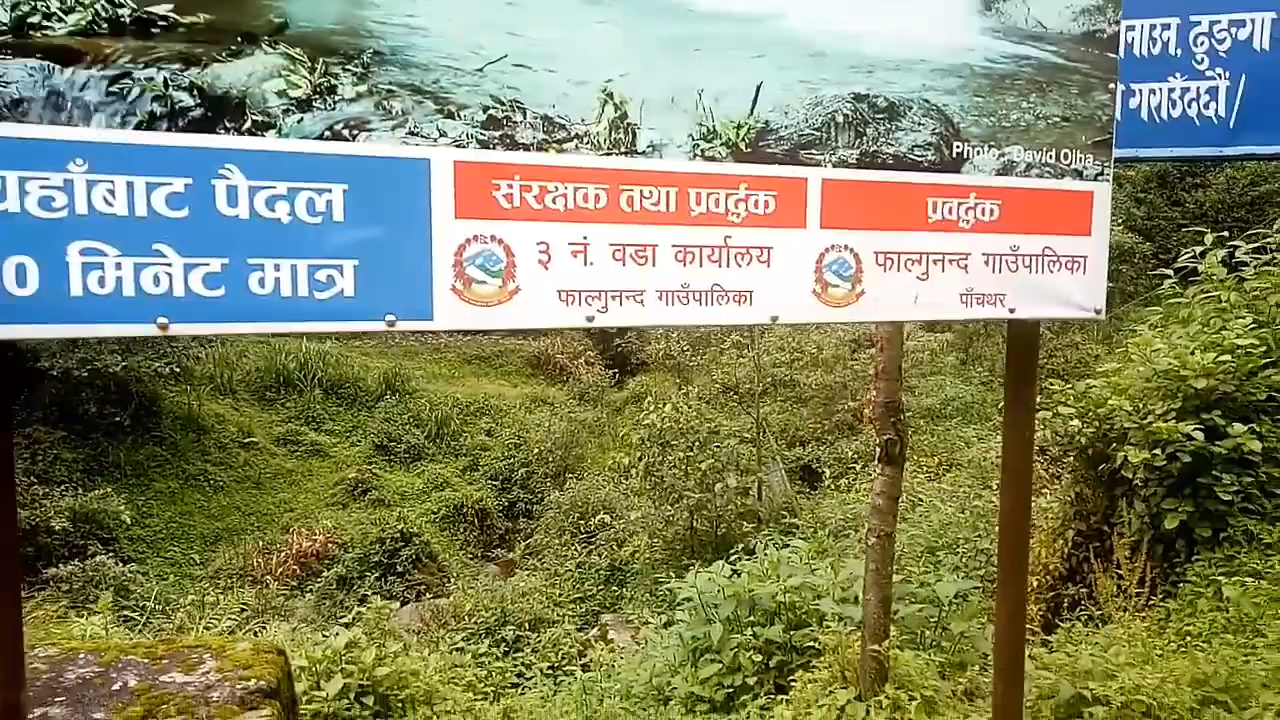 नाउन, ढुङ्गा
गराउँदछौं/
Photo : David Ojha
यहाँबाट पैदल
0 मिनेट मात्र
संरक्षक तथा प्रवर्द्धक
३ नं. वडा कार्यालय
फाल्गुनन्द गाउँपालिका
प्रवर्द्धक
फाल्गुनन्द गाउँपालिका
पाँचथर